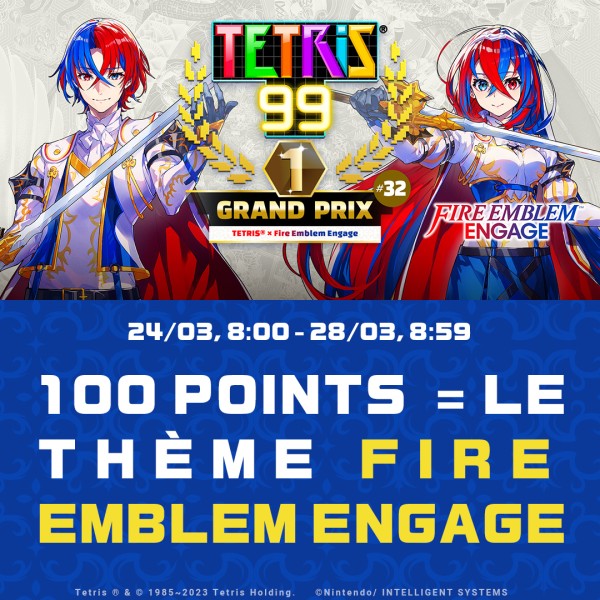 TETRiS®
99
1
GRAND PRIX #32
TETRIS® × Fire Emblem Engage
FIRE EMBLEM™
ENGAGE
24/03, 8:00 - 28/03, 8:59
100 POINTS = LE
THÈME FIRE
EMBLEM ENGAGE
Tetris ® & © 1985~2023 Tetris Holding. ©Nintendo/ INTELLIGENT SYSTEMS